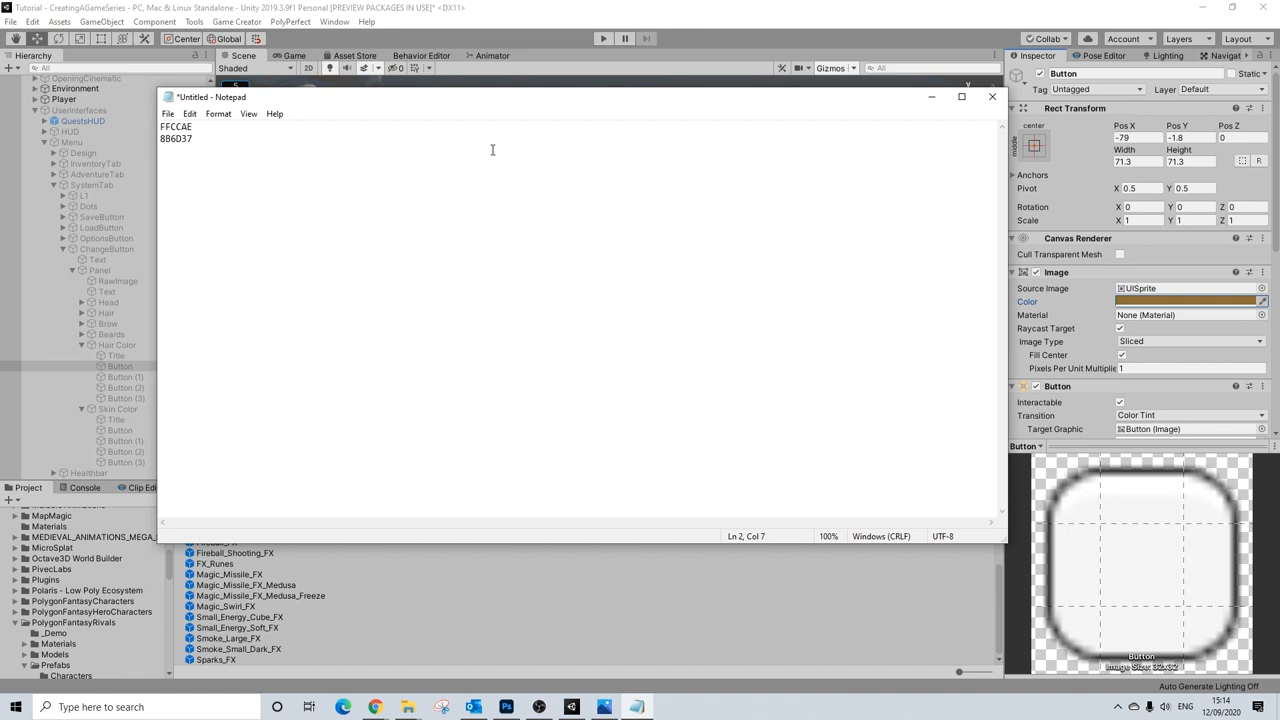 Tutorial - CreatingAGameSeries - PC, Mac & Linux Standalone - Unity 2019.3.9f1 Personal [PREVIEW PACKAGES IN USE]* <DX11>
File Edit Assets GameObject Component Tools Game Creator PolyPerfect Window Help
Center Global Collab Account Layers Layout
Hierarchy
All
OpeningCinematic
Environment
Player
UserInterfaces
QuestsHUD
HUD
Menu
Design
InventoryTab
AdventureTab
SystemTab
L1
Dots
SaveButton
LoadButton
OptionsButton
ChangeButton
Text
Panel
RawImage
Text
Head
Hair
Brow
Beards
Hair Color
Title
Button
Button (1)
Button (2)
Button (3)
Skin Color
Title
Button
Button (1)
Button (2)
Button (3)
Healthbar
Scene Game Asset Store Behavior Editor Animator
Shaded 2D 0 Gizmos All
*Untitled - Notepad
File Edit Format View Help
FFCCAE
8B6D37
Ln 2, Col 7 100% Windows (CRLF) UTF-8
Inspector Pose Editor Lighting Navigat
Button Static
Tag Untagged Layer Default
Rect Transform
center
middle
Pos X Pos Y Pos Z
-79 -1.8 0
Width Height
71.3 71.3
R
Anchors
Pivot X 0.5 Y 0.5
Rotation X 0 Y 0 Z 0
Scale X 1 Y 1 Z 1
Canvas Renderer
Cull Transparent Mesh
Image
Source Image UISprite
Color
Material None (Material)
Raycast Target
Image Type Sliced
Fill Center
Pixels Per Unit Multiplie 1
Button
Interactable
Transition Color Tint
Target Graphic Button (Image)
Button
Button
Image Size: 32x32
Auto Generate Lighting Off
Project Console Clip Edi
MapMagic
Materials
MEDIEVAL_ANIMATIONS_MEGA_
MicroSplat
Octave3D World Builder
PivecLabs
Plugins
Polaris - Low Poly Ecosystem
PolygonFantasyCharacters
PolygonFantasyHeroCharacters
PolygonFantasyRivals
_Demo
Materials
Models
Prefabs
Characters
Fireball_Shooting_FX
FX_Runes
Magic_Missile_FX
Magic_Missile_FX_Medusa
Magic_Missile_FX_Medusa_Freeze
Magic_Swirl_FX
Small_Energy_Cube_FX
Small_Energy_Soft_FX
Smoke_Large_FX
Smoke_Small_Dark_FX
Sparks_FX
Type here to search
15:14
12/09/2020